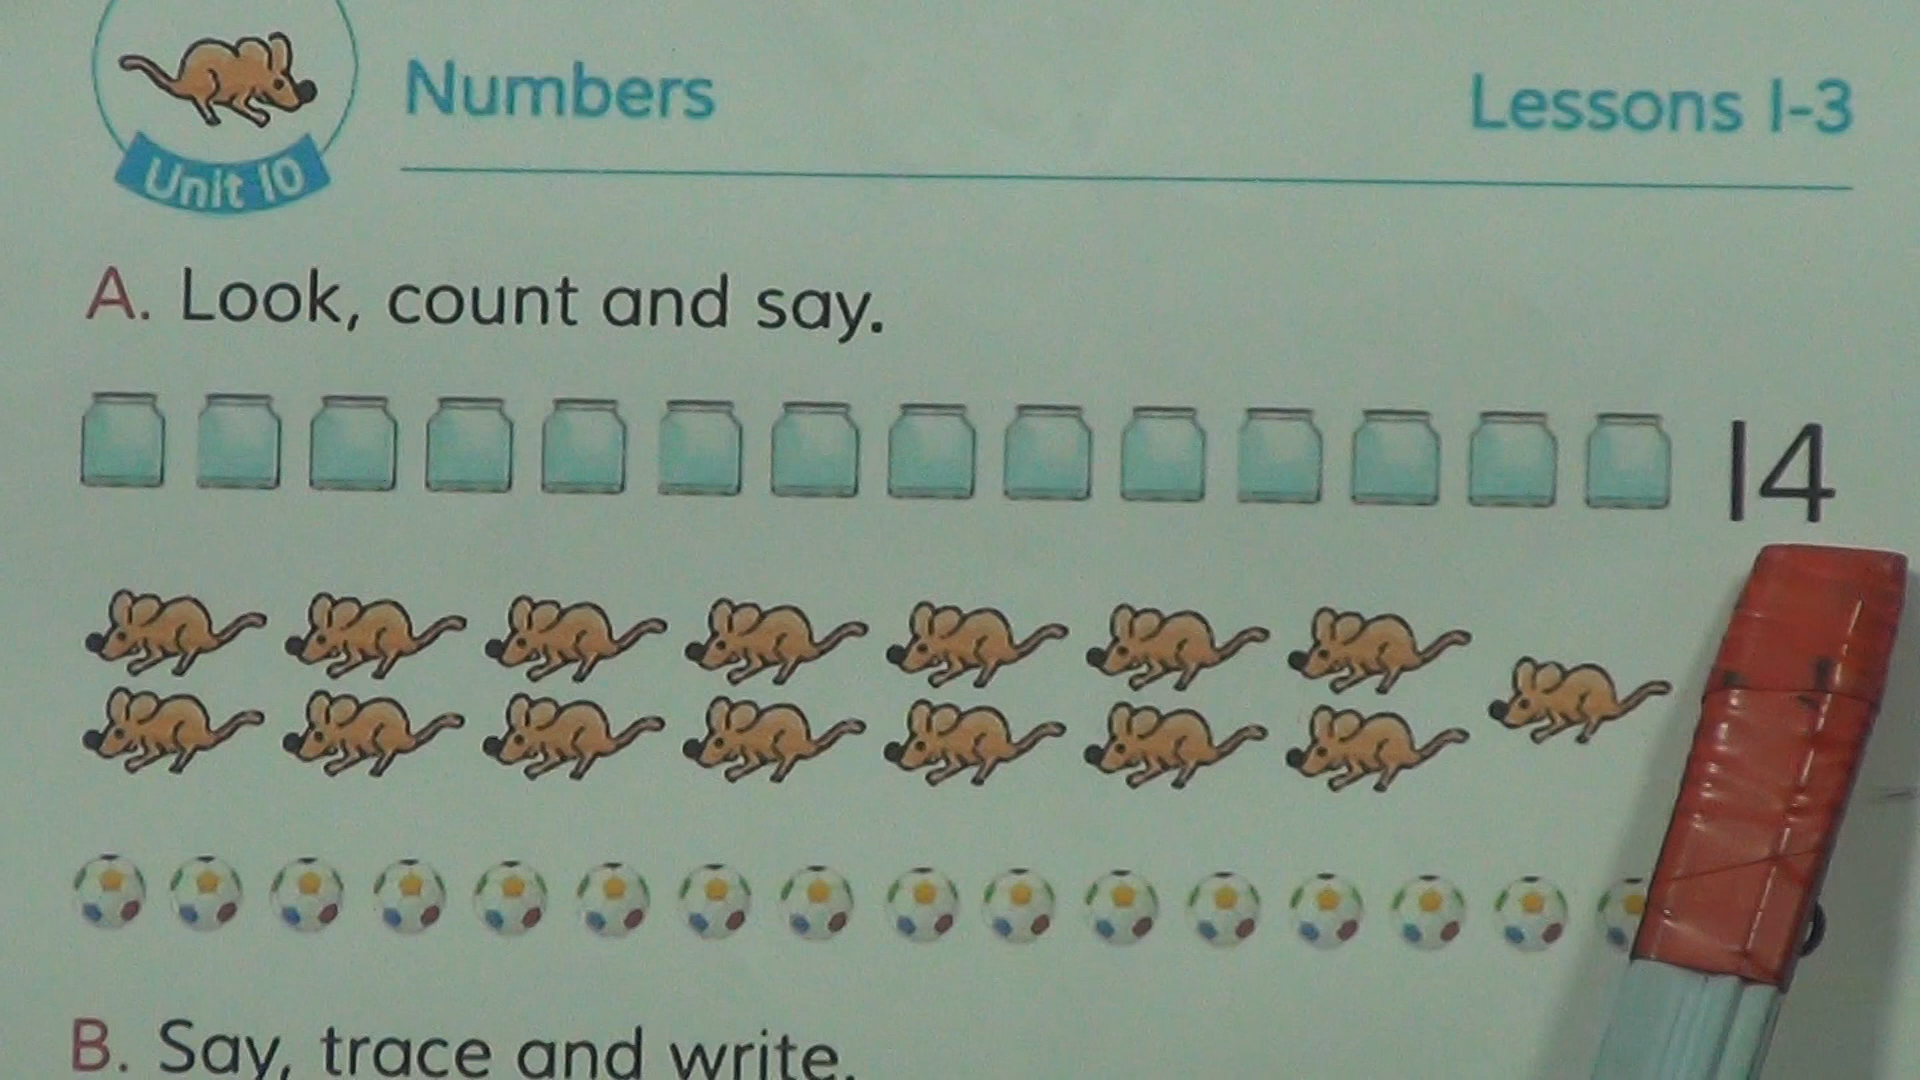 Unit 10
Numbers
Lessons 1-3
A. Look, count and say.
14
B. Say, trace and write.